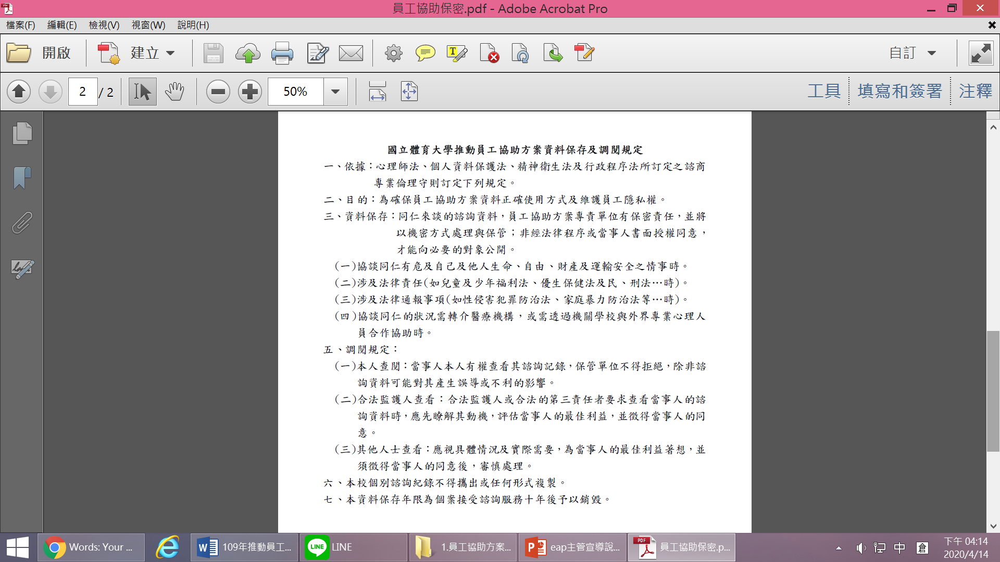 員工協助保密.pdf - Adobe Acrobat Pro
檔案(F) 編輯(E) 檢視(V) 視窗(W) 說明(H)
開啟 建立 自訂
2 / 2 50% 工具 填寫和簽署 注釋
國立體育大學推動員工協助方案資料保存及調閱規定
一、依據：心理師法、個人資料保護法、精神衛生法及行政程序法所訂定之諮商
專業倫理守則訂定下列規定。
二、目的：為確保員工協助方案資料正確使用方式及維護員工隱私權。
三、資料保存：同仁來談的諮詢資料，員工協助方案專責單位有保密責任，並將
以機密方式處理與保管；非經法律程序或當事人書面授權同意，
才能向必要的對象公開。
(一)協談同仁有危及自己及他人生命、自由、財產及運輸安全之情事時。
(二)涉及法律責任(如兒童及少年福利法、優生保健法及民、刑法…時)。
(三)涉及法律通報事項(如性侵害犯罪防治法、家庭暴力防治法等…時)。
(四)協談同仁的狀況需轉介醫療機構，或需透過機關學校與外界專業心理人
員合作協助時。
五、調閱規定：
(一)本人查閱：當事人本人有權查看其諮詢記錄，保管單位不得拒絕，除非諮
詢資料可能對其產生誤導或不利的影響。
(二)合法監護人查看：合法監護人或合法的第三責任者要求查看當事人的諮
詢資料時，應先瞭解其動機，評估當事人的最佳利益，並徵得當事人的同
意。
(三)其他人士查看：應視具體情況及實際需要，為當事人的最佳利益著想，並
須徵得當事人的同意後，審慎處理。
六、本校個別諮詢紀錄不得攜出或任何形式複製。
七、本資料保存年限為個案接受諮詢服務十年後予以銷毀。
Words: Your ... 109年推動員工... LINE LINE 1.員工協助方案... eap主管宣導說... PDF 員工協助保密.p... 中 倉 下午 04:14
2020/4/14